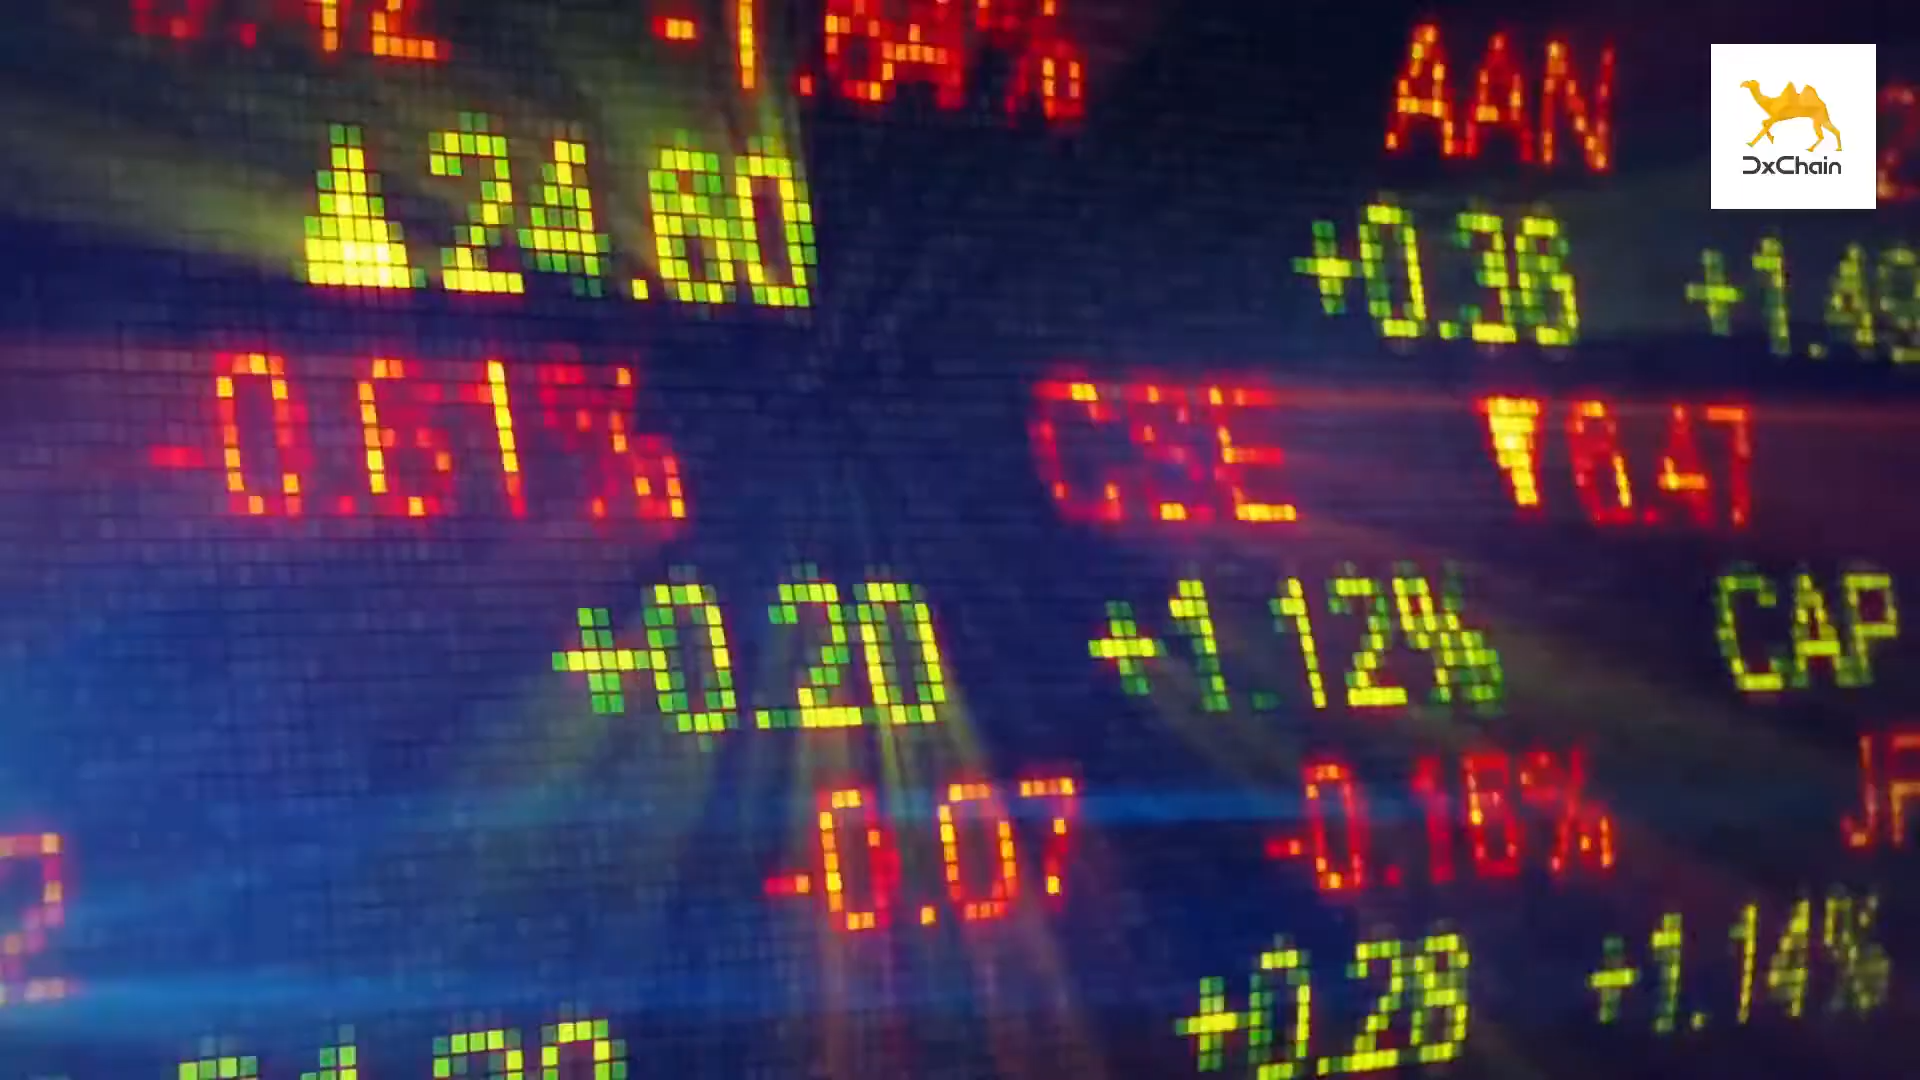 AAN
DxChain
▲24.60
+0.36
-0.61%
CBE
▼0.47
+0.20
+1.12%
CAP
-0.07
-0.16%
+0.28
+1.14%